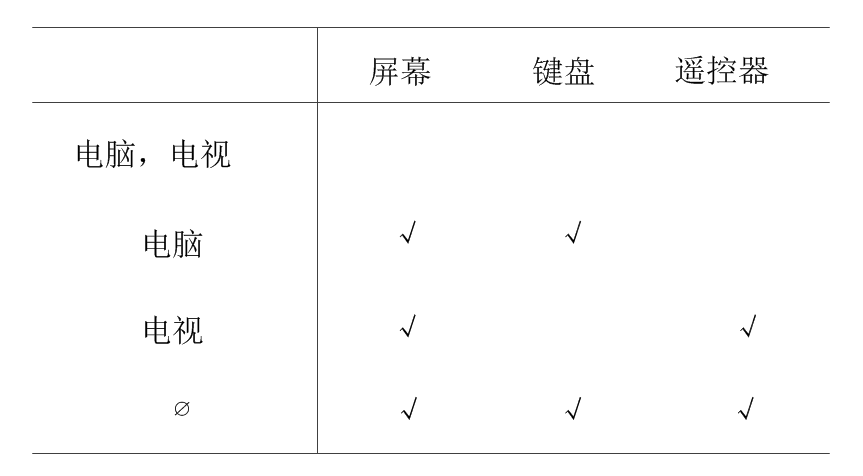 屏幕 键盘 遥控器
电脑，电视
电脑 √ √
电视 √ √
∅ √ √ √